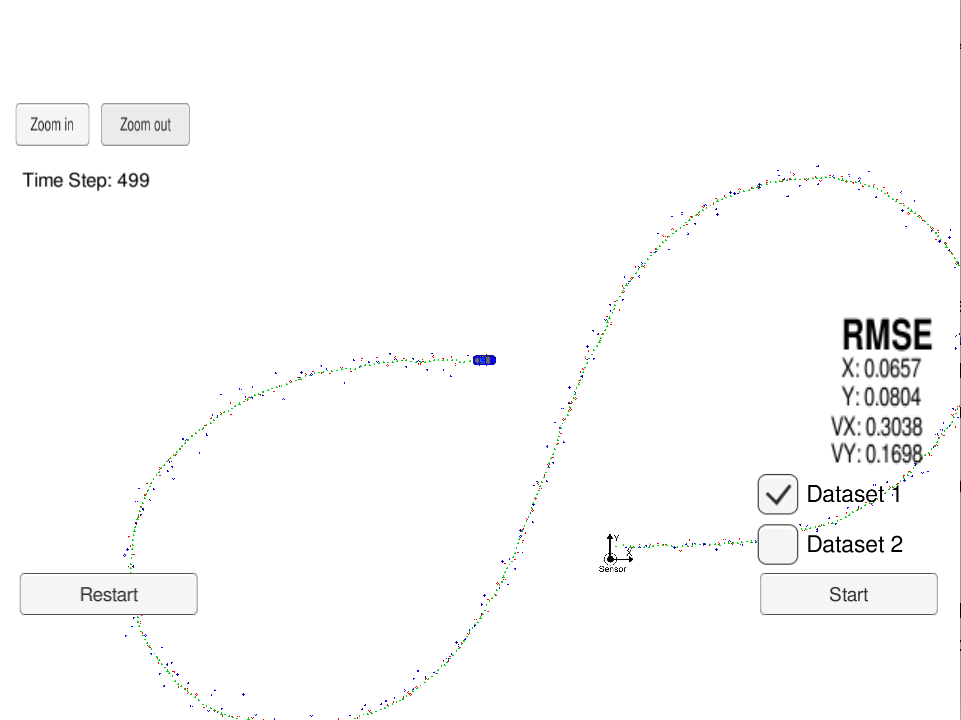 Zoom in
Zoom out
Time Step: 499
RMSE
X: 0.0657
Y: 0.0804
VX: 0.3038
VY: 0.1698
Dataset 1
Dataset 2
Y
X
Sensor
Restart
Start